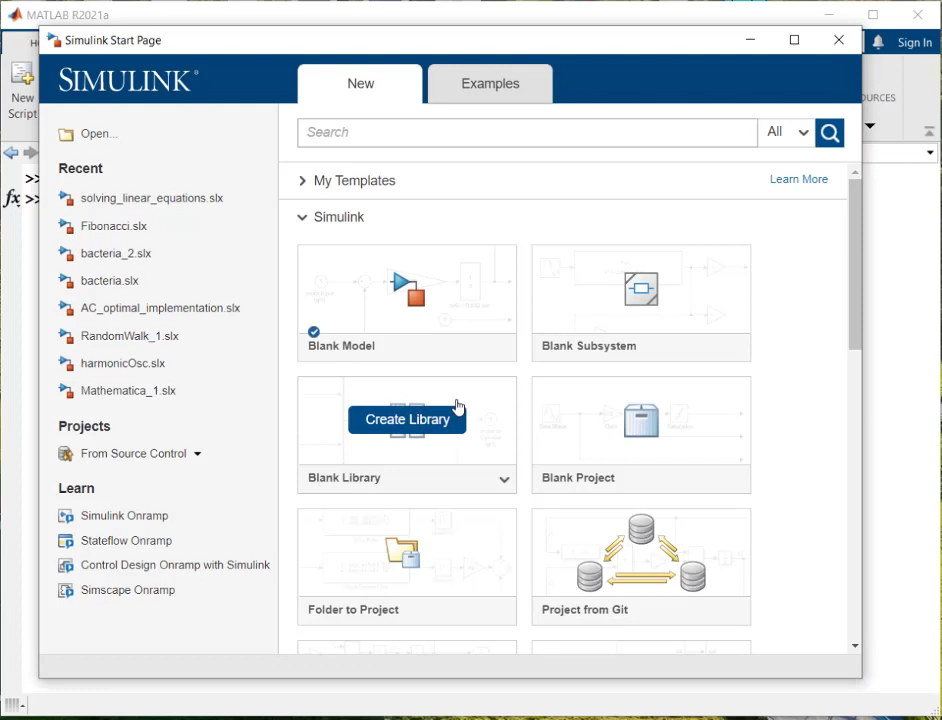 MATLAB R2021a
Simulink Start Page
Sign In
New
Script
OURCES
SIMULINK®
New
Examples
Open...
Search
All
Recent
My Templates
Learn More
solving_linear_equations.slx
Simulink
Fibonacci.slx
bacteria_2.slx
bacteria.slx
AC_optimal_implementation.slx
RandomWalk_1.slx
harmonicOsc.slx
Mathematica_1.slx
Blank Model
Blank Subsystem
Create Library
Projects
From Source Control
Blank Library
Blank Project
Learn
Simulink Onramp
Stateflow Onramp
Control Design Onramp with Simulink
Simscape Onramp
Folder to Project
Project from Git
>>
fx >>